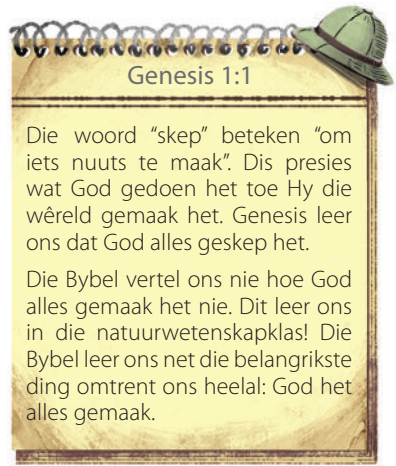 Genesis 1:1
Die woord “skep” beteken “om
iets nuuts te maak”. Dis presies
wat God gedoen het toe Hy die
wêreld gemaak het. Genesis leer
ons dat God alles geskep het.
Die Bybel vertel ons nie hoe God
alles gemaak het nie. Dit leer ons
in die natuurwetenskapklas! Die
Bybel leer ons net die belangrikste
ding omtrent ons heelal: God het
alles gemaak.